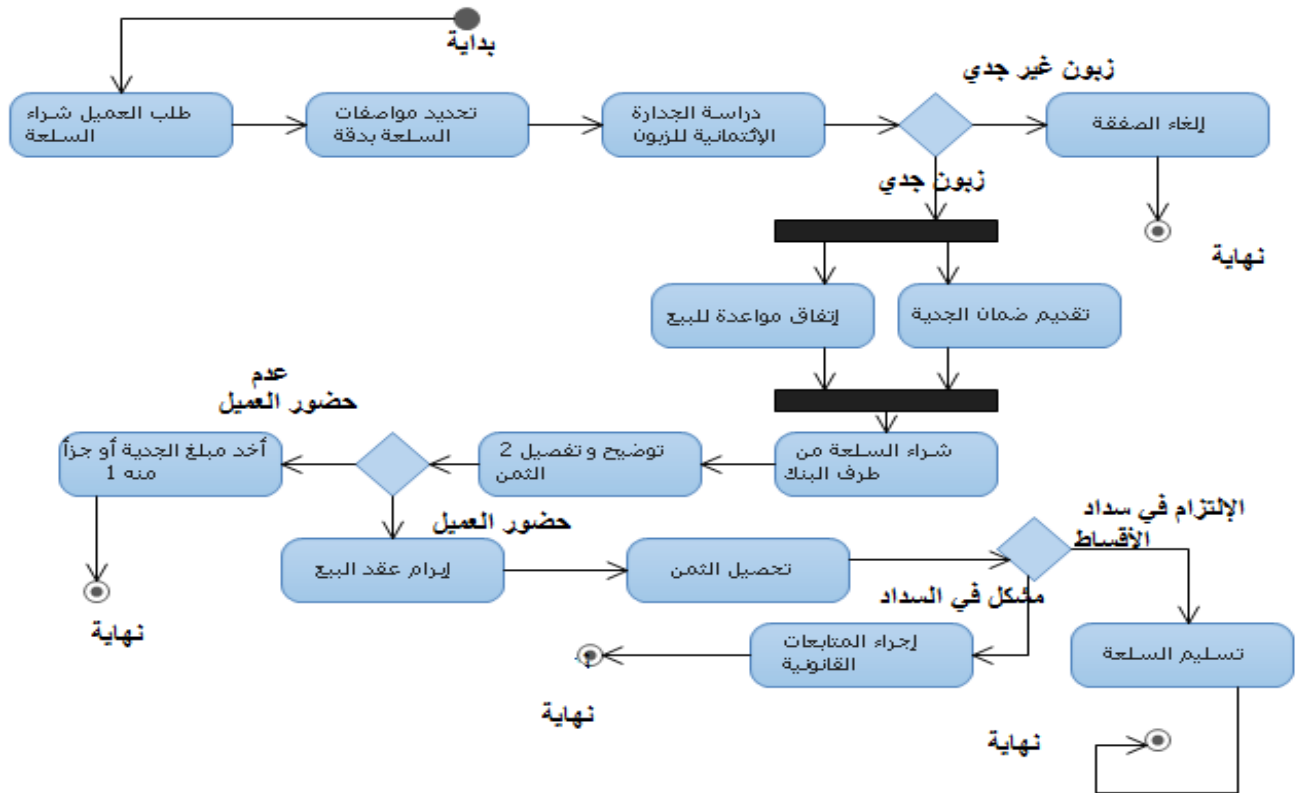 بداية
طلب العميل شراء
السلعة
تحديد مواصفات
السلعة بدقة
دراسة الجدارة
الإئتمانية للزبون
زبون غير جدي
إلغاء الصفقة
نهاية
زبون جدي
إتفاق مواعدة للبيع
تقديم ضمان الجدية
شراء السلعة من
طرف البنك
توضيح و تفصيل 2
الثمن
عدم
حضور العميل
أخد مبلغ الجدية أو جزأ
منه 1
نهاية
حضور العميل
إبرام عقد البيع
تحصيل الثمن
الإلتزام في سداد
الأقساط
مشكل في السداد
إجراء المتابعات
القانونية
نهاية
تسليم السلعة
نهاية